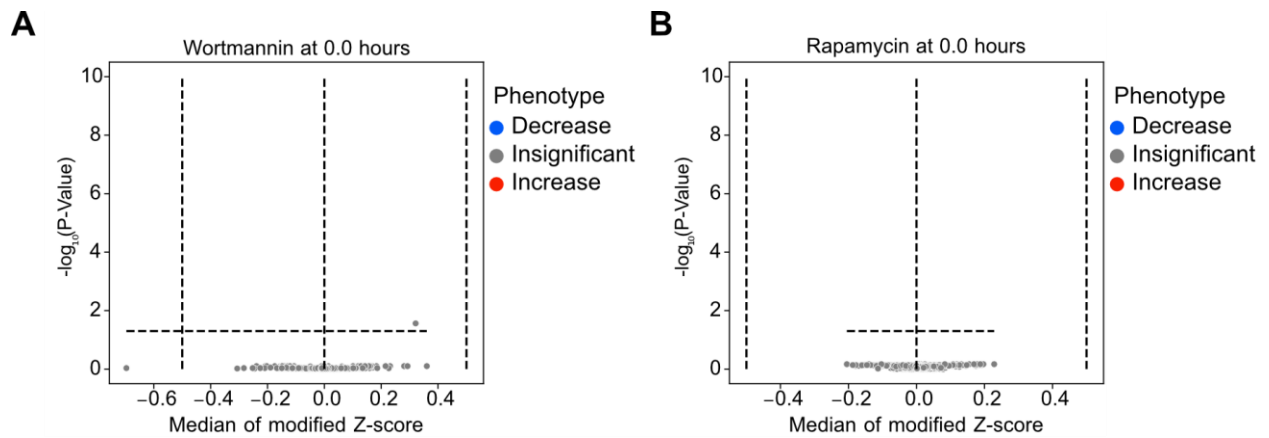 A
Wortmannin at 0.0 hours
10
8
6
4
2
0
-log₁₀(P-Value)
−0.6
−0.4
−0.2
0.0
0.2
0.4
Median of modified Z-score
Phenotype
Decrease
Insignificant
Increase
B
Rapamycin at 0.0 hours
10
8
6
4
2
0
-log₁₀(P-Value)
−0.4
−0.2
0.0
0.2
0.4
Median of modified Z-score
Phenotype
Decrease
Insignificant
Increase